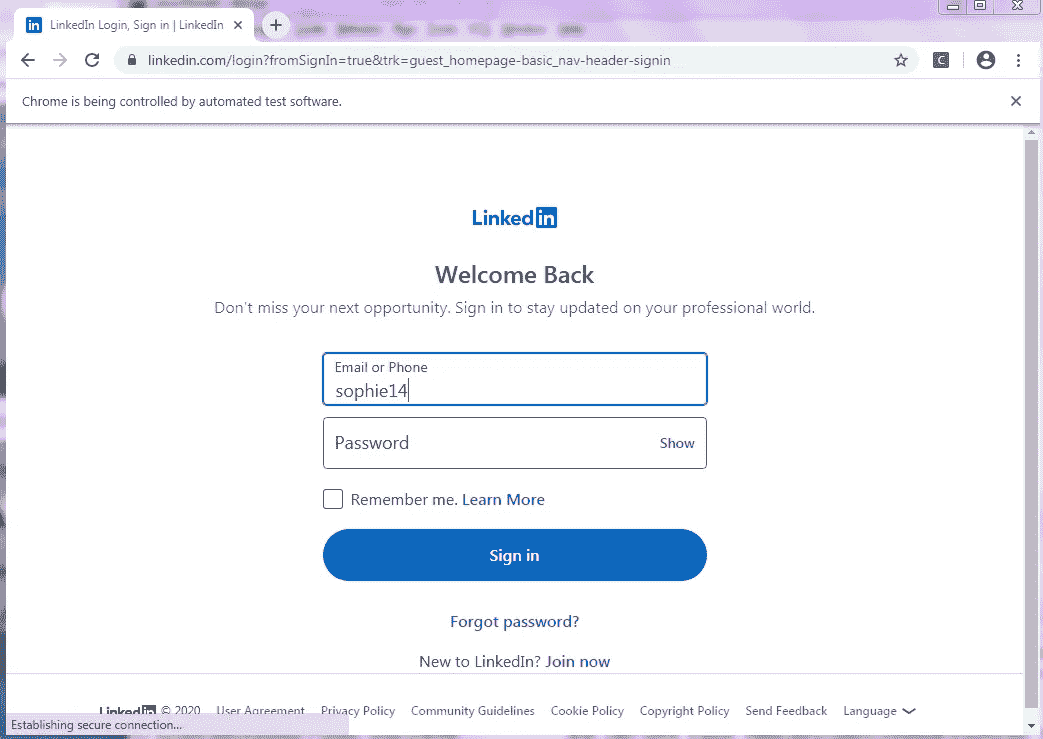 LinkedIn Login, Sign in | LinkedIn
linkedin.com/login?fromSignIn=true&trk=guest_homepage-basic_nav-header-signin
Chrome is being controlled by automated test software.
LinkedIn
Welcome Back
Don't miss your next opportunity. Sign in to stay updated on your professional world.
Email or Phone
sophie14
Password Show
Remember me. Learn More
Sign in
Forgot password?
New to LinkedIn? Join now
LinkedIn © 2020 User Agreement Privacy Policy Community Guidelines Cookie Policy Copyright Policy Send Feedback Language
Establishing secure connection...